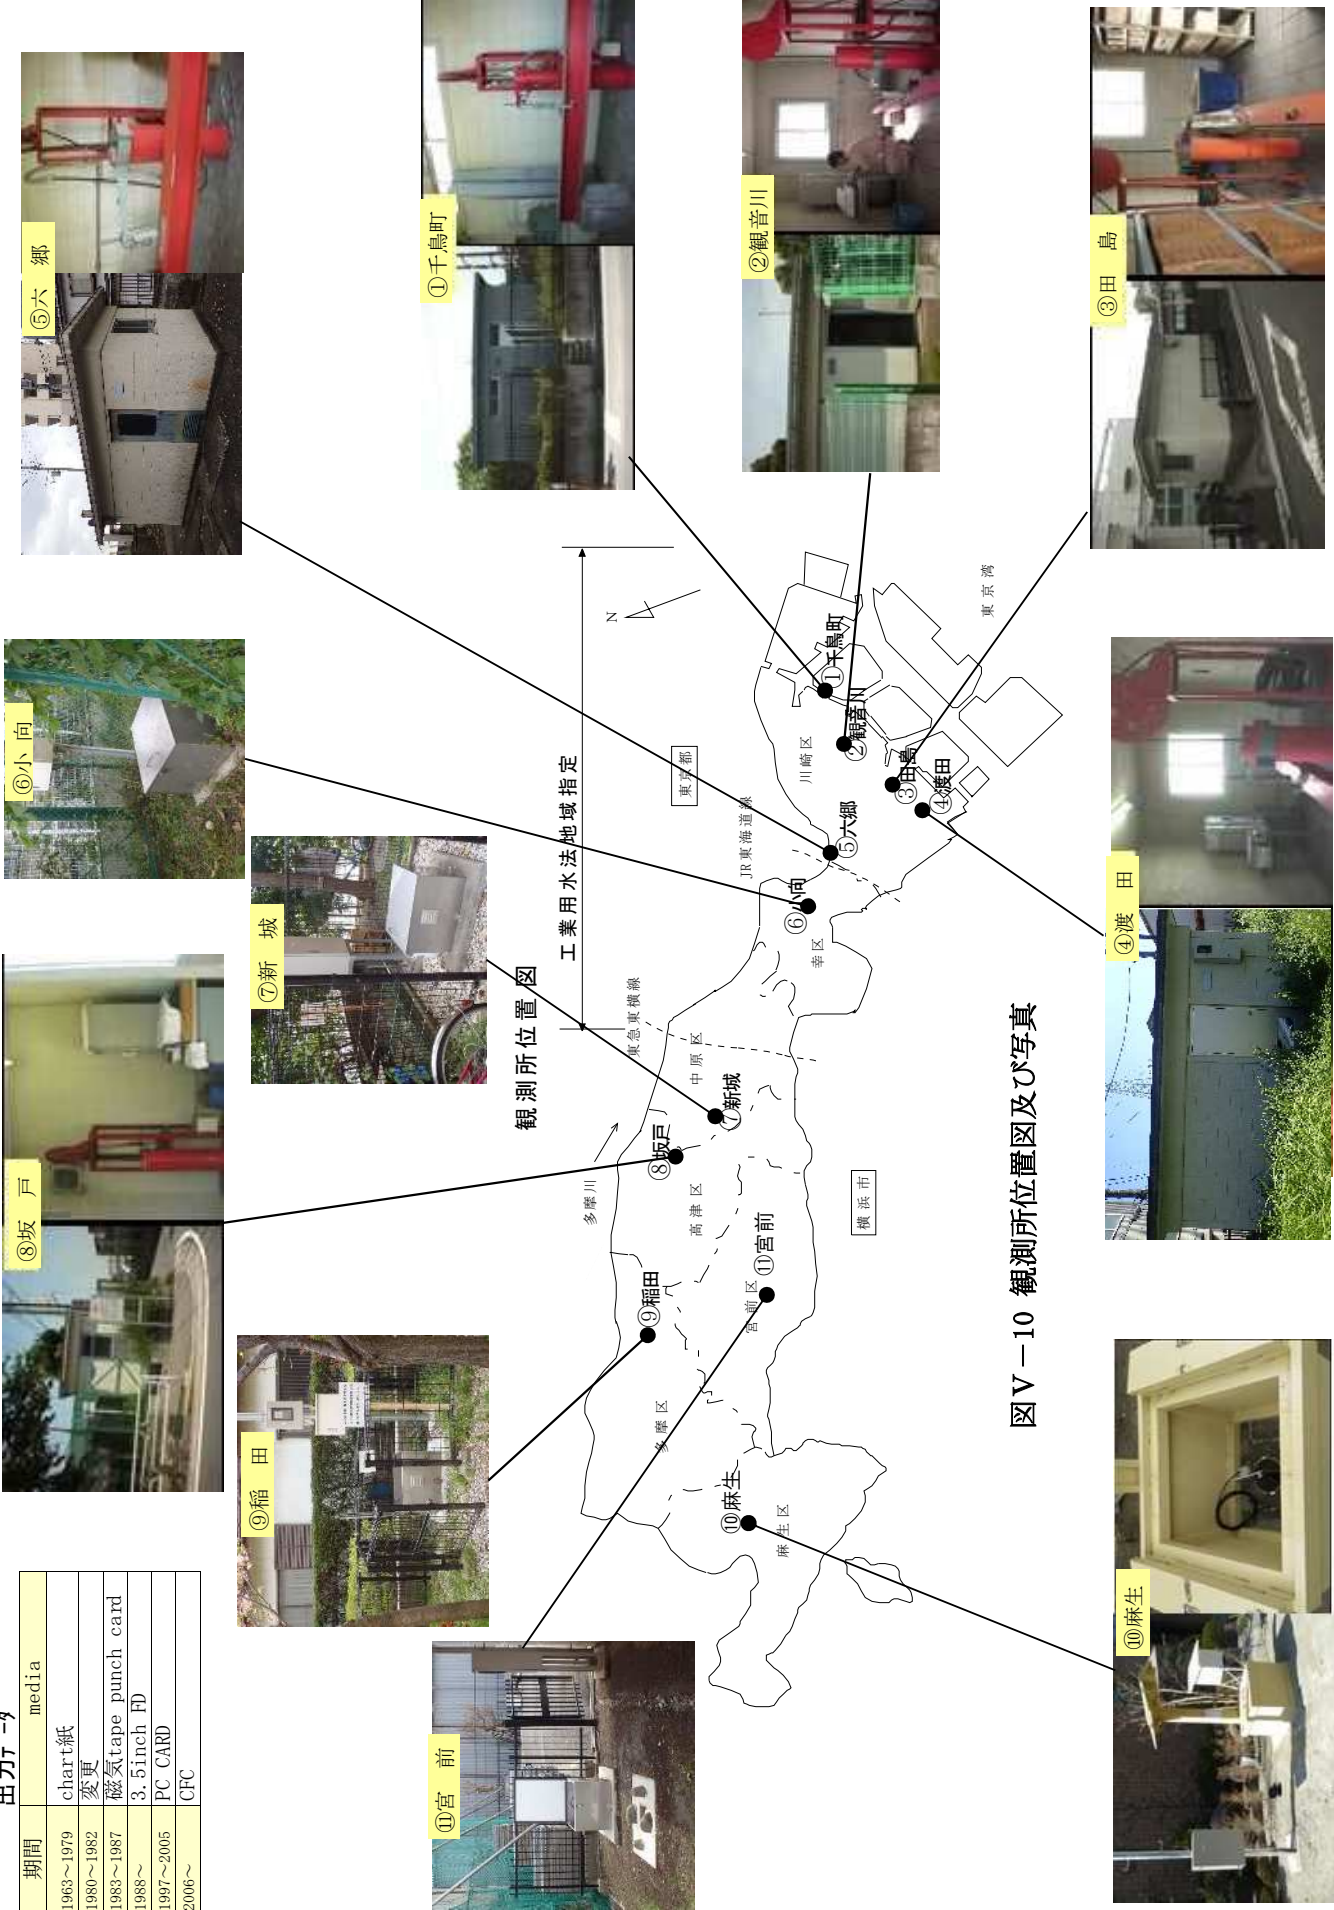 出力データ
期間 media
1963～1979 chart紙
1980～1982 変更
1983～1987 磁気tape punch card
1988～ 3.5inch FD
1997～2005 PC CARD
2006～ CFC
⑧坂 戸
⑥小 向
⑤六 郷
⑦新 城
⑨稲 田
⑪宮 前
①千鳥町
②観音川
③田 島
④渡 田
⑩麻生
観測所位置図
工業用水法地域指定
N
東京都
東急東横線
JR東海道線
多摩川
⑨稲田
⑧坂戸
⑦新城
⑥小向
⑤六郷
①千鳥町
②観音川
③田島
④渡田
⑪宮前
⑩麻生
多摩区
高津区
中原区
幸区
川崎区
宮前区
麻生区
横浜市
東京湾
図Ⅴ－10 観測所位置図及び写真